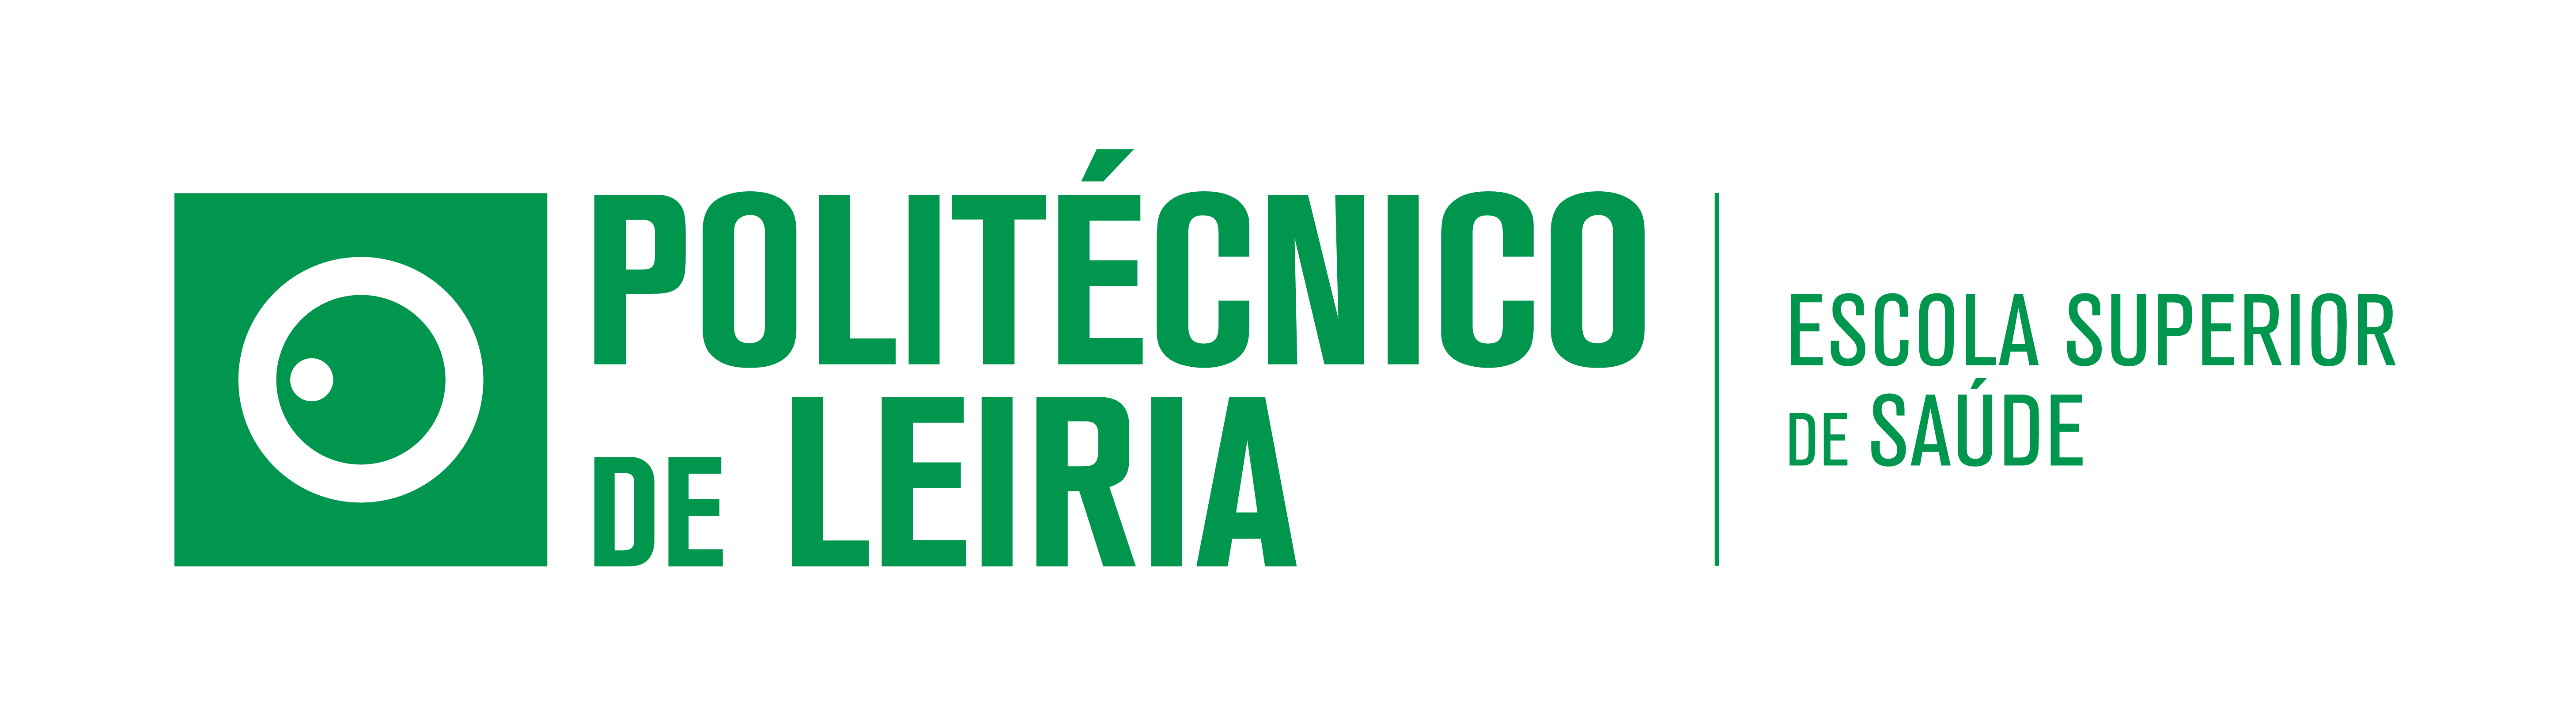 POLITÉCNICO
DE LEIRIA
ESCOLA SUPERIOR
DE SAÚDE